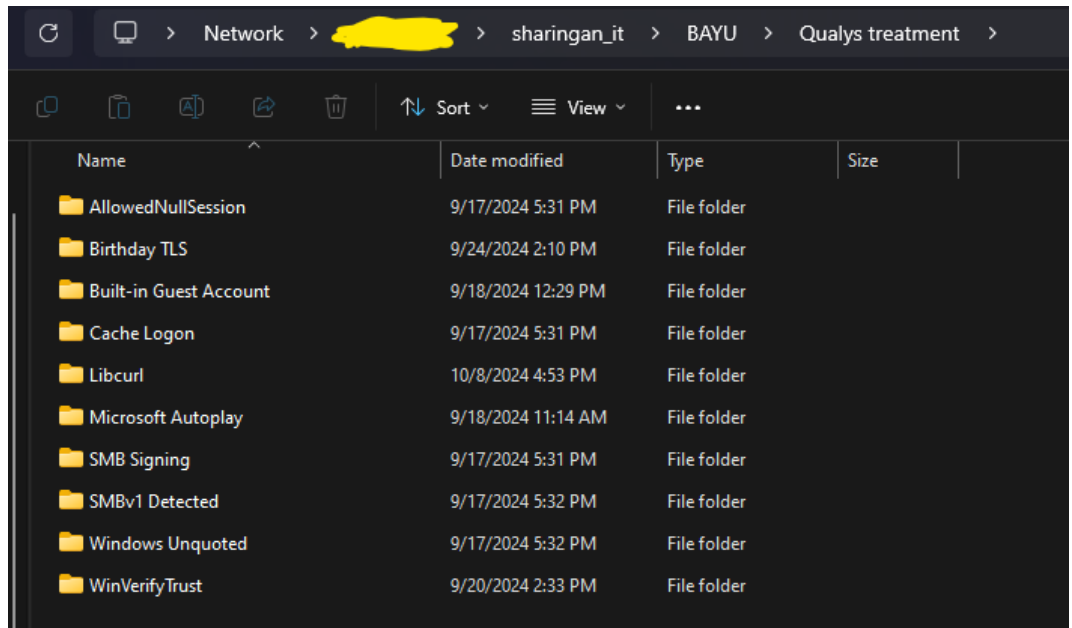 Network > > sharingan_it > BAYU > Qualys treatment >
Sort View ...
Name Date modified Type Size
AllowedNullSession 9/17/2024 5:31 PM File folder
Birthday TLS 9/24/2024 2:10 PM File folder
Built-in Guest Account 9/18/2024 12:29 PM File folder
Cache Logon 9/17/2024 5:31 PM File folder
Libcurl 10/8/2024 4:53 PM File folder
Microsoft Autoplay 9/18/2024 11:14 AM File folder
SMB Signing 9/17/2024 5:31 PM File folder
SMBv1 Detected 9/17/2024 5:32 PM File folder
Windows Unquoted 9/17/2024 5:32 PM File folder
WinVerifyTrust 9/20/2024 2:33 PM File folder